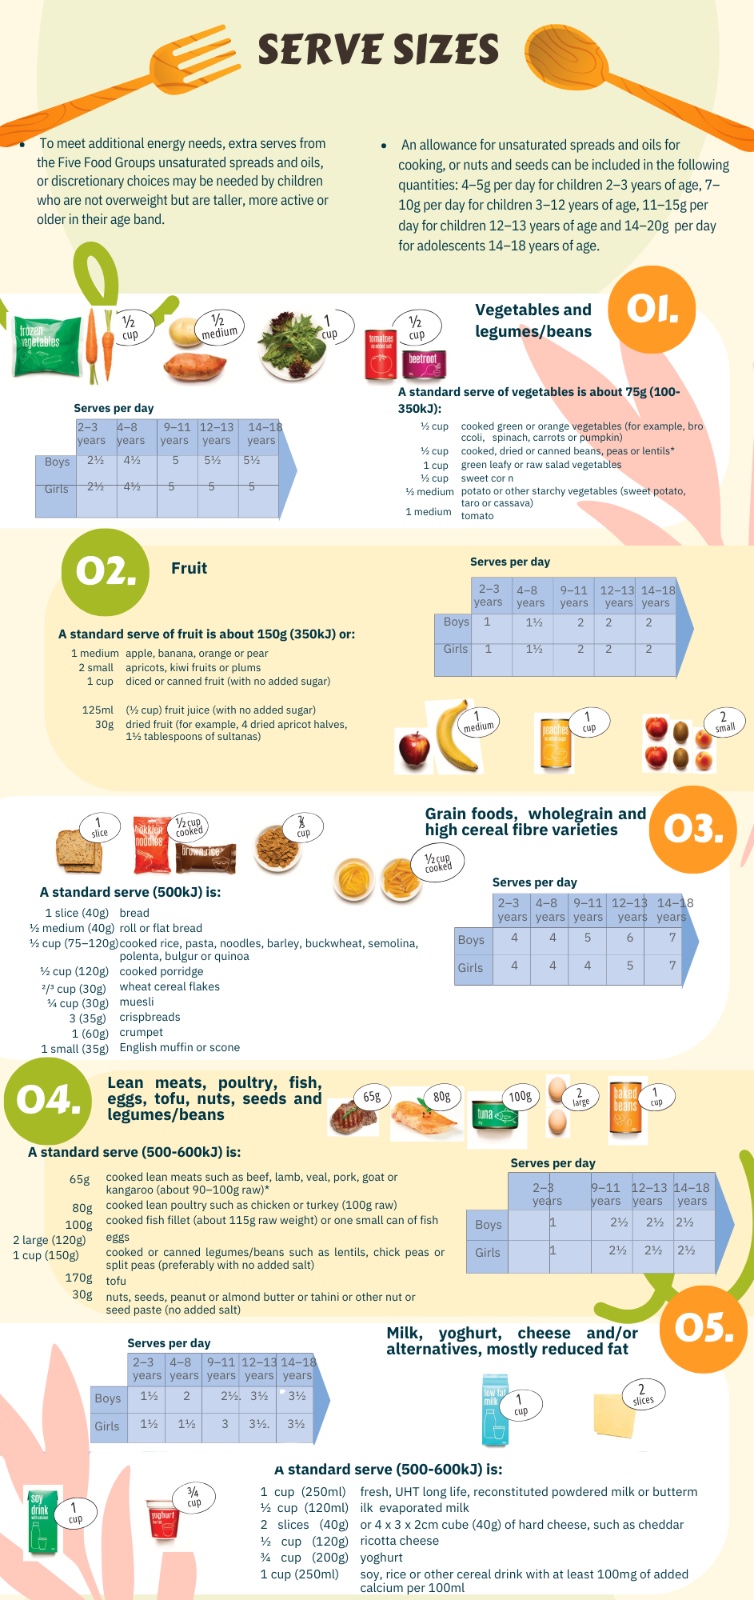 SERVE SIZES
• To meet additional energy needs, extra serves from
the Five Food Groups unsaturated spreads and oils,
or discretionary choices may be needed by children
who are not overweight but are taller, more active or
older in their age band.
• An allowance for unsaturated spreads and oils for
cooking, or nuts and seeds can be included in the following
quantities: 4–5g per day for children 2–3 years of age, 7–
10g per day for children 3–12 years of age, 11–15g per
day for children 12–13 years of age and 14–20g per day
for adolescents 14–18 years of age.
frozen
vegetables
½
cup
½
medium
1
cup
tomatoes
no added salt
beetroot
½
cup
Vegetables and
legumes/beans
01.
Serves per day
2–3 years 4–8 years 9–11 years 12–13 years 14–18 years
Boys 2½ 4½ 5 5½ 5½
Girls 2½ 4½ 5 5 5
A standard serve of vegetables is about 75g (100-
350kJ):
½ cup cooked green or orange vegetables (for example, bro
ccoli, spinach, carrots or pumpkin)
½ cup cooked, dried or canned beans, peas or lentils*
1 cup green leafy or raw salad vegetables
½ cup sweet cor n
½ medium potato or other starchy vegetables (sweet potato,
taro or cassava)
1 medium tomato
02.
Fruit
A standard serve of fruit is about 150g (350kJ) or:
1 medium apple, banana, orange or pear
2 small apricots, kiwi fruits or plums
1 cup diced or canned fruit (with no added sugar)
125ml (½ cup) fruit juice (with no added sugar)
30g dried fruit (for example, 4 dried apricot halves,
1½ tablespoons of sultanas)
Serves per day
2–3 years 4–8 years 9–11 years 12–13 years 14–18 years
Boys 1 1½ 2 2 2
Girls 1 1½ 2 2 2
1
medium
peaches
1
cup
2
small
1
slice
hokkien
noodles
½ cup
cooked
brown rice
cup
½ cup
cooked
Grain foods, wholegrain and
high cereal fibre varieties
03.
A standard serve (500kJ) is:
1 slice (40g) bread
½ medium (40g) roll or flat bread
½ cup (75–120g) cooked rice, pasta, noodles, barley, buckwheat, semolina,
polenta, bulgur or quinoa
½ cup (120g) cooked porridge
²/³ cup (30g) wheat cereal flakes
¼ cup (30g) muesli
3 (35g) crispbreads
1 (60g) crumpet
1 small (35g) English muffin or scone
Serves per day
2–3 years 4–8 years 9–11 years 12–13 years 14–18 years
Boys 4 4 5 6 7
Girls 4 4 4 5 7
04.
Lean meats, poultry, fish,
eggs, tofu, nuts, seeds and
legumes/beans
65g
80g
tuna
100g
2
large
baked
beans
1
cup
A standard serve (500-600kJ) is:
65g cooked lean meats such as beef, lamb, veal, pork, goat or
kangaroo (about 90–100g raw)*
80g cooked lean poultry such as chicken or turkey (100g raw)
100g cooked fish fillet (about 115g raw weight) or one small can of fish
2 large (120g) eggs
1 cup (150g) cooked or canned legumes/beans such as lentils, chick peas or
split peas (preferably with no added salt)
170g tofu
30g nuts, seeds, peanut or almond butter or tahini or other nut or
seed paste (no added salt)
Serves per day
2–3 years 9–11 years 12–13 years 14–18 years
Boys 1 2½ 2½ 2½
Girls 1 2½ 2½ 2½
05.
Milk, yoghurt, cheese and/or
alternatives, mostly reduced fat
Serves per day
2–3 years 4–8 years 9–11 years 12–13 years 14–18 years
Boys 1½ 2 2½. 3½ 3½
Girls 1½ 1½ 3 3½. 3½
low fat
milk
1
cup
2
slices
soy
drink
1
cup
yoghurt
¾
cup
A standard serve (500-600kJ) is:
1 cup (250ml) fresh, UHT long life, reconstituted powdered milk or butterm
½ cup (120ml) ilk evaporated milk
2 slices (40g) or 4 x 3 x 2cm cube (40g) of hard cheese, such as cheddar
½ cup (120g) ricotta cheese
¾ cup (200g) yoghurt
1 cup (250ml) soy, rice or other cereal drink with at least 100mg of added
calcium per 100ml